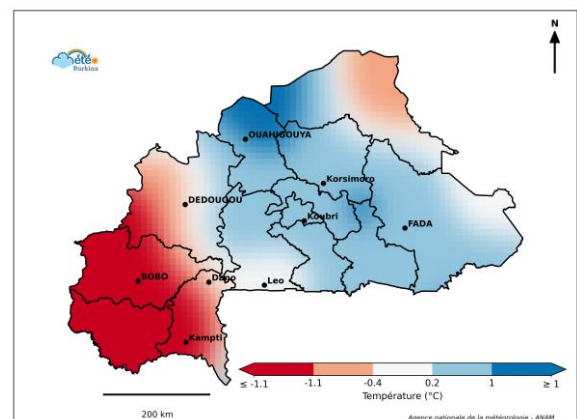 N
Météo
Burkina
OUAHIGOUYA
Korsimoro
DEDOUGOU
Koubri
FADA
BOBO
Dano
Leo
Kampti
≤ -1.1 -1.1 -0.4 0.2 1 ≥ 1
Température (°C)
200 km
Agence nationale de la météorologie - ANAM